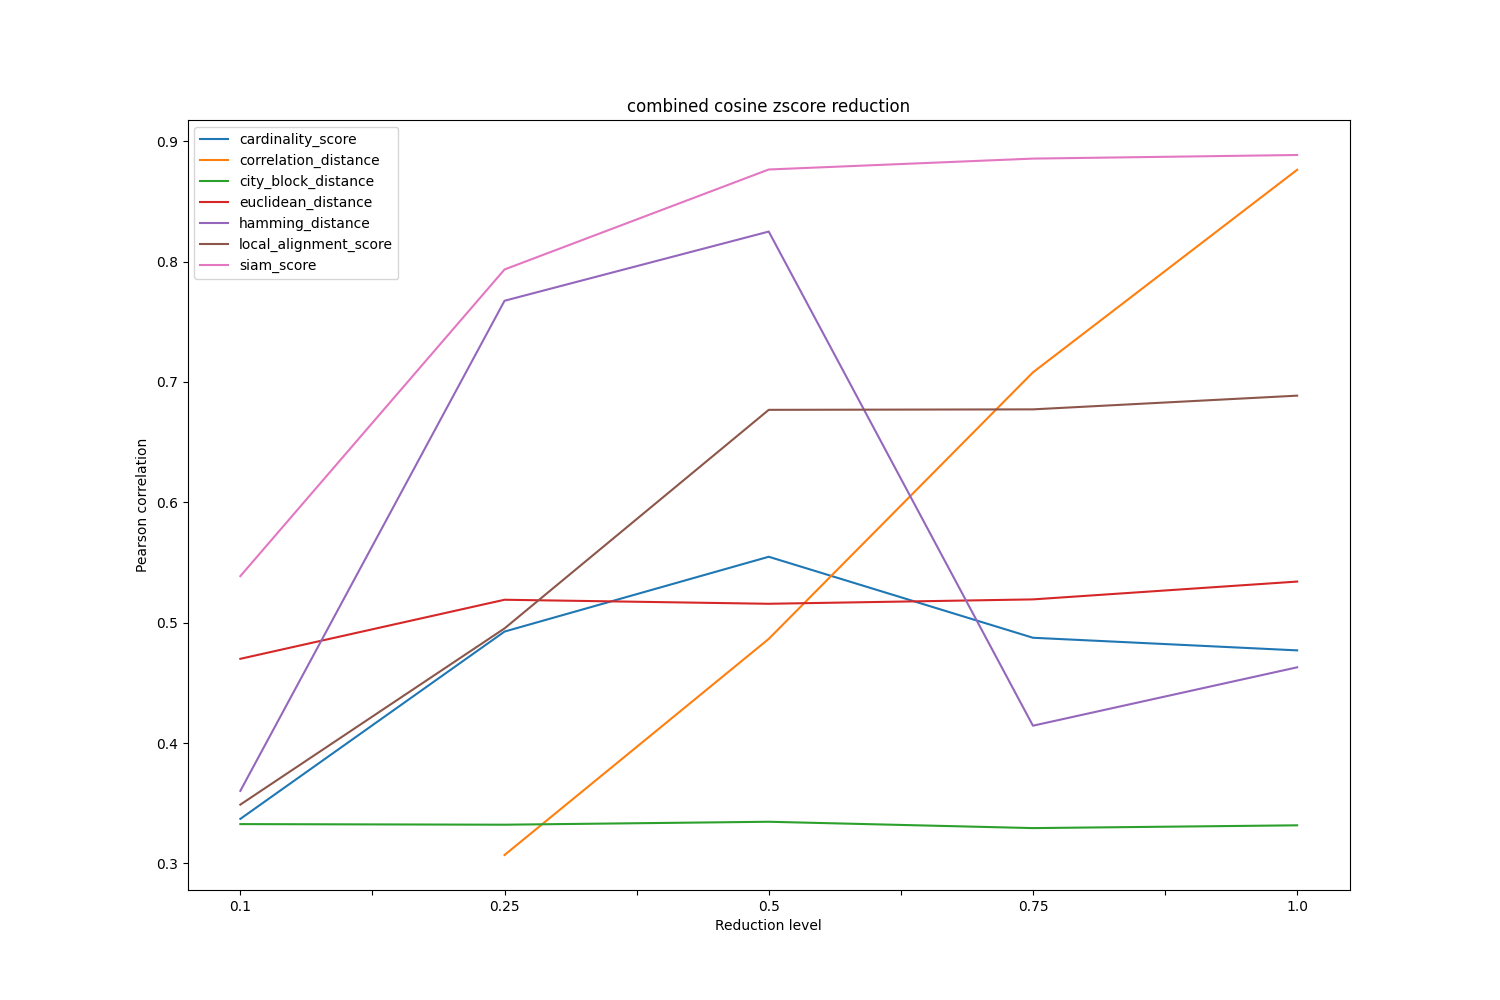 combined cosine zscore reduction
cardinality_score
correlation_distance
city_block_distance
euclidean_distance
hamming_distance
local_alignment_score
siam_score
0.9
0.8
0.7
0.6
0.5
0.4
0.3
Pearson correlation
0.1 0.25 0.5 0.75 1.0
Reduction level